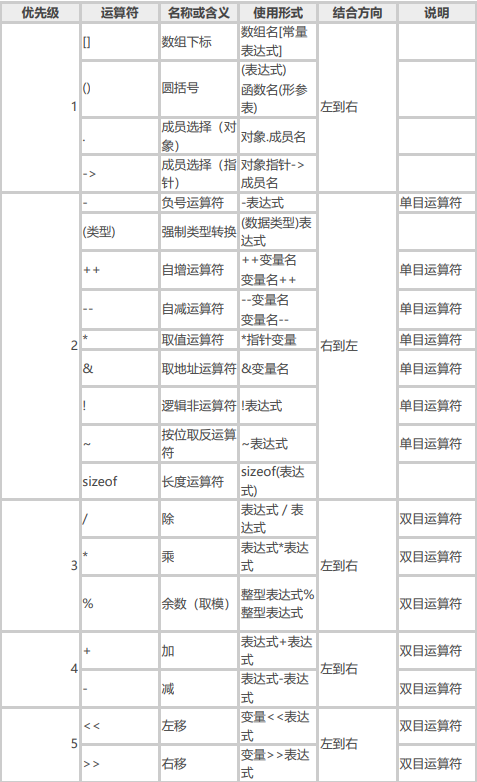 优先级 运算符 名称或含义 使用形式 结合方向 说明
1
[] 数组下标 数组名[常量
表达式]
() 圆括号 (表达式)
函数名(形参
表)
左到右
. 成员选择（对
象） 对象.成员名
-> 成员选择（指
针） 对象指针->
成员名
2
- 负号运算符 -表达式 单目运算符
(类型) 强制类型转换 (数据类型)表
达式
++ 自增运算符 ++变量名
变量名++ 单目运算符
-- 自减运算符 --变量名
变量名-- 单目运算符
* 取值运算符 *指针变量 右到左 单目运算符
& 取地址运算符 &变量名 单目运算符
! 逻辑非运算符 !表达式 单目运算符
~ 按位取反运算
符 ~表达式 单目运算符
sizeof 长度运算符 sizeof(表达
式)
3
/ 除 表达式 / 表
达式 双目运算符
* 乘 表达式*表达
式 左到右 双目运算符
% 余数（取模） 整型表达式%
整型表达式 双目运算符
4
+ 加 表达式+表达
式 左到右 双目运算符
- 减 表达式-表达
式 双目运算符
5
<< 左移 变量<<表达
式 左到右 双目运算符
>> 右移 变量>>表达
式 双目运算符